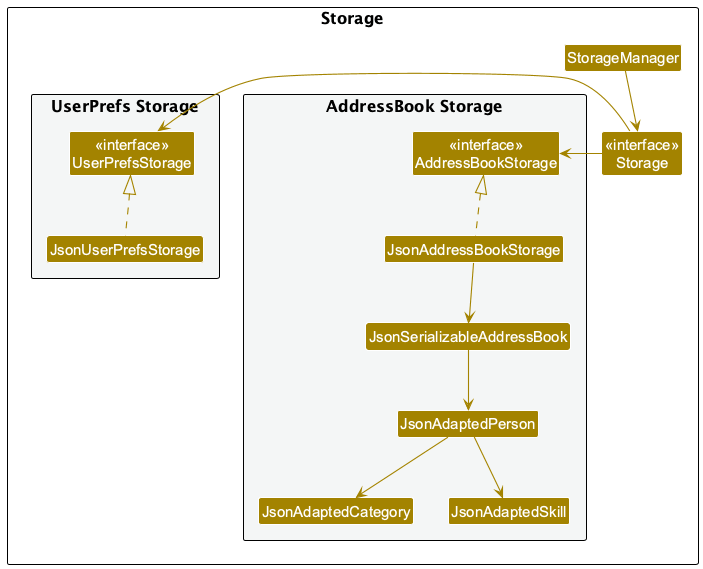 Storage
StorageManager
UserPrefs Storage
AddressBook Storage
«interface»
UserPrefsStorage
«interface»
AddressBookStorage
«interface»
Storage
JsonUserPrefsStorage
JsonAddressBookStorage
JsonSerializableAddressBook
JsonAdaptedPerson
JsonAdaptedCategory
JsonAdaptedSkill